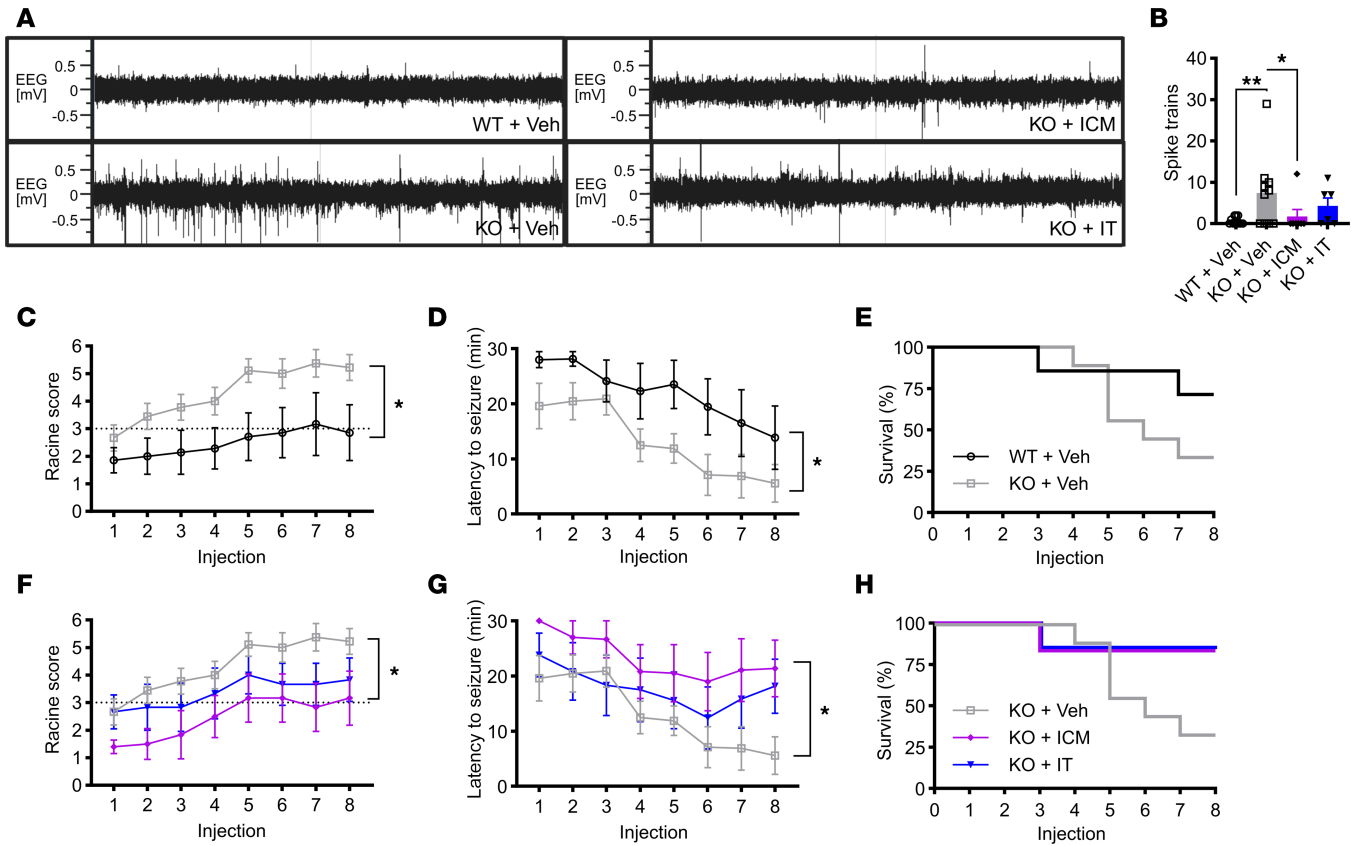 A
EEG
[mV]
0.5
0
-0.5
WT + Veh
EEG
[mV]
0.5
0
-0.5
KO + ICM
EEG
[mV]
0.5
0
-0.5
KO + Veh
EEG
[mV]
0.5
0
-0.5
KO + IT
B
Spike trains
40
30
20
10
0
** *
WT + Veh
KO + Veh
KO + ICM
KO + IT
C
Racine score
6
5
4
3
2
1
0
1 2 3 4 5 6 7 8
Injection
*
D
Latency to seizure (min)
30
20
10
0
1 2 3 4 5 6 7 8
Injection
*
E
Survival (%)
100
75
50
25
0
WT + Veh
KO + Veh
0 1 2 3 4 5 6 7 8
Injection
F
Racine score
6
5
4
3
2
1
0
1 2 3 4 5 6 7 8
Injection
*
G
Latency to seizure (min)
30
20
10
0
1 2 3 4 5 6 7 8
Injection
*
H
Survival (%)
100
75
50
25
0
KO + Veh
KO + ICM
KO + IT
0 1 2 3 4 5 6 7 8
Injection